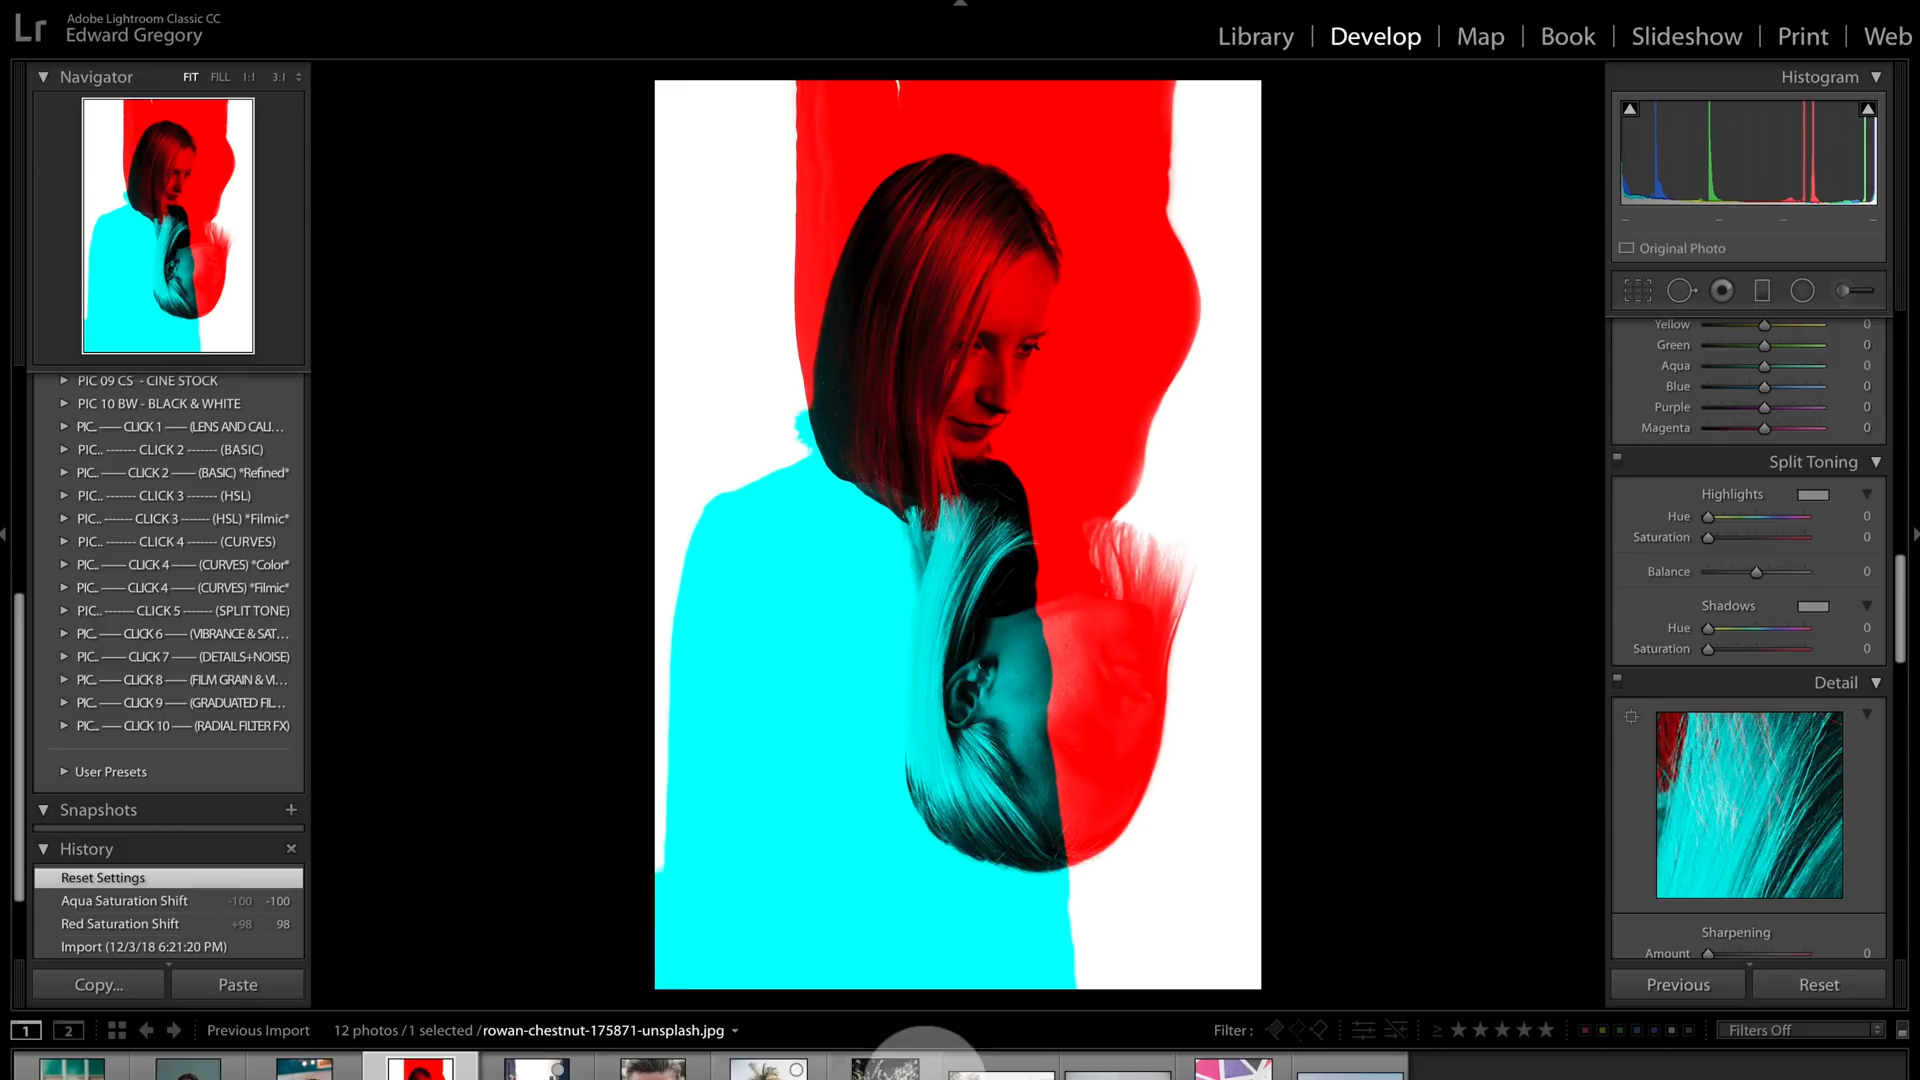 Lr
Adobe Lightroom Classic CC
Edward Gregory
Library | Develop | Map | Book | Slideshow | Print | Web
Navigator FIT FILL 1:1 3:1
PIC 09 CS - CINE STOCK
PIC 10 BW - BLACK & WHITE
PIC.. ------ CLICK 1 ------ (LENS AND CALI...
PIC.. ------- CLICK 2 ------- (BASIC)
PIC.. ------ CLICK 2 ------ (BASIC) *Refined*
PIC.. ------- CLICK 3 ------- (HSL)
PIC.. ------- CLICK 3 ------ (HSL) *Filmic*
PIC.. ------- CLICK 4 ------- (CURVES)
PIC.. ------ CLICK 4 ------ (CURVES) *Color*
PIC.. ------ CLICK 4 ------ (CURVES) *Filmic*
PIC.. ------- CLICK 5 ------- (SPLIT TONE)
PIC.. ------ CLICK 6 ------ (VIBRANCE & SAT...
PIC.. ------ CLICK 7 ------ (DETAILS+NOISE)
PIC.. ------ CLICK 8 ------ (FILM GRAIN & VI...
PIC.. ------ CLICK 9 ------ (GRADUATED FIL...
PIC.. ------ CLICK 10 ------ (RADIAL FILTER FX)
User Presets
Snapshots +
History ×
Reset Settings
Aqua Saturation Shift -100 -100
Red Saturation Shift +98 98
Import (12/3/18 6:21:20 PM)
Copy... Paste
Histogram
Original Photo
Yellow 0
Green 0
Aqua 0
Blue 0
Purple 0
Magenta 0
Split Toning
Highlights
Hue 0
Saturation 0
Balance 0
Shadows
Hue 0
Saturation 0
Detail
Sharpening
Amount 0
Previous Reset
1 2 Previous Import 12 photos / 1 selected / rowan-chestnut-175871-unsplash.jpg Filter : ≥ ★★★★★ Filters Off